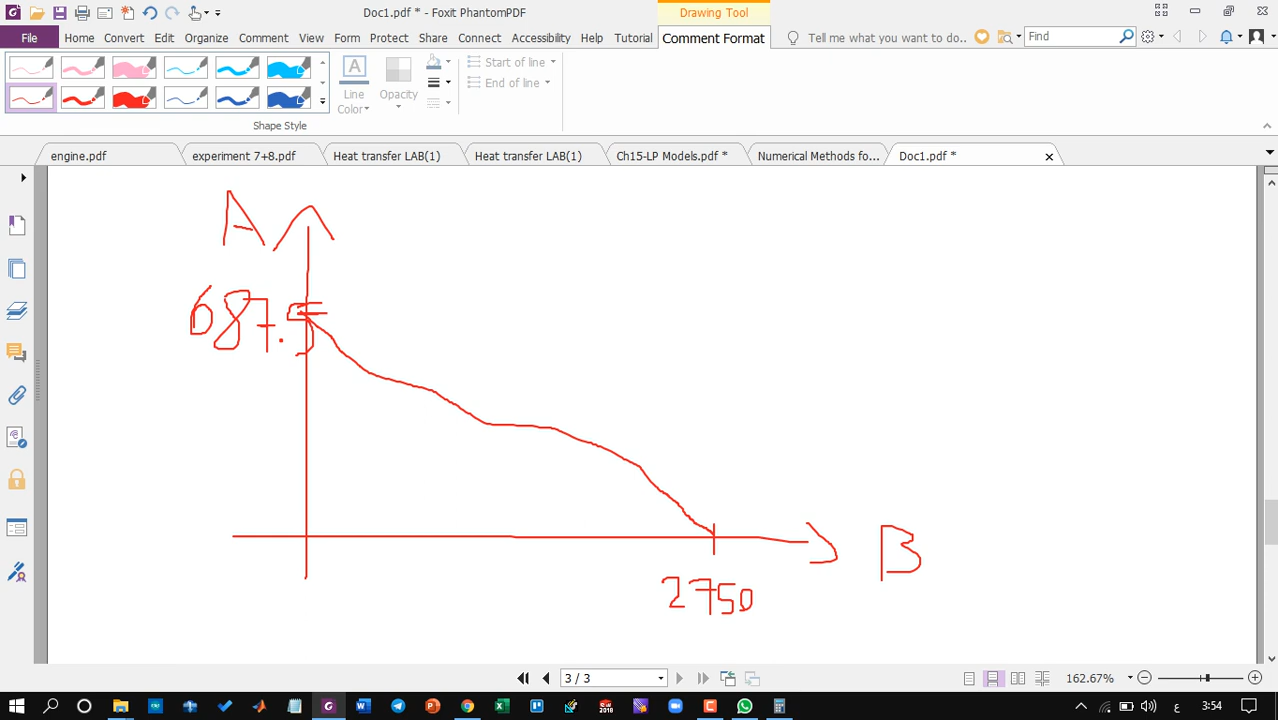 Doc1.pdf * - Foxit PhantomPDF
Drawing Tool
File Home Convert Edit Organize Comment View Form Protect Share Connect Accessibility Help Tutorial Comment Format Tell me what you want to do.. Find
Line Color
Opacity
Start of line
End of line
Shape Style
engine.pdf experiment 7+8.pdf Heat transfer LAB(1) Heat transfer LAB(1) Ch15-LP Models.pdf * Numerical Methods fo... Doc1.pdf *
A
687.5
B
2750
3 / 3 162.67%
ع 3:54